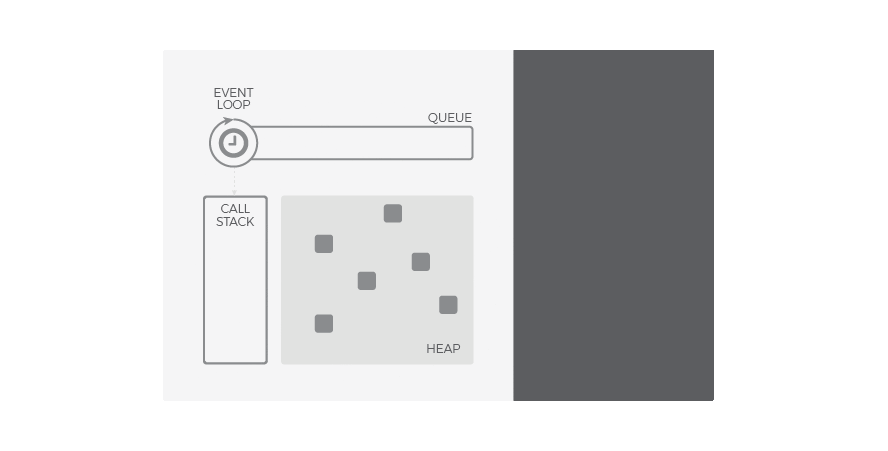 EVENT
LOOP
QUEUE
CALL
STACK
HEAP